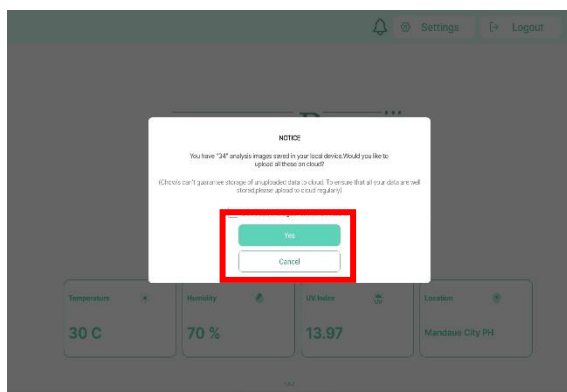 Settings
Logout
NOTICE
You have "34" analysis images saved in your local device.Would you like to
upload all these on cloud?
(Chowis can't guarantee storage of unuploaded data to cloud. To ensure that all your data are well
stored,please upload to cloud regularly)
Yes
Cancel
Temperature
Humidity
UV Index
UV
Location
30 C
70 %
13.97
Mandaue City PH